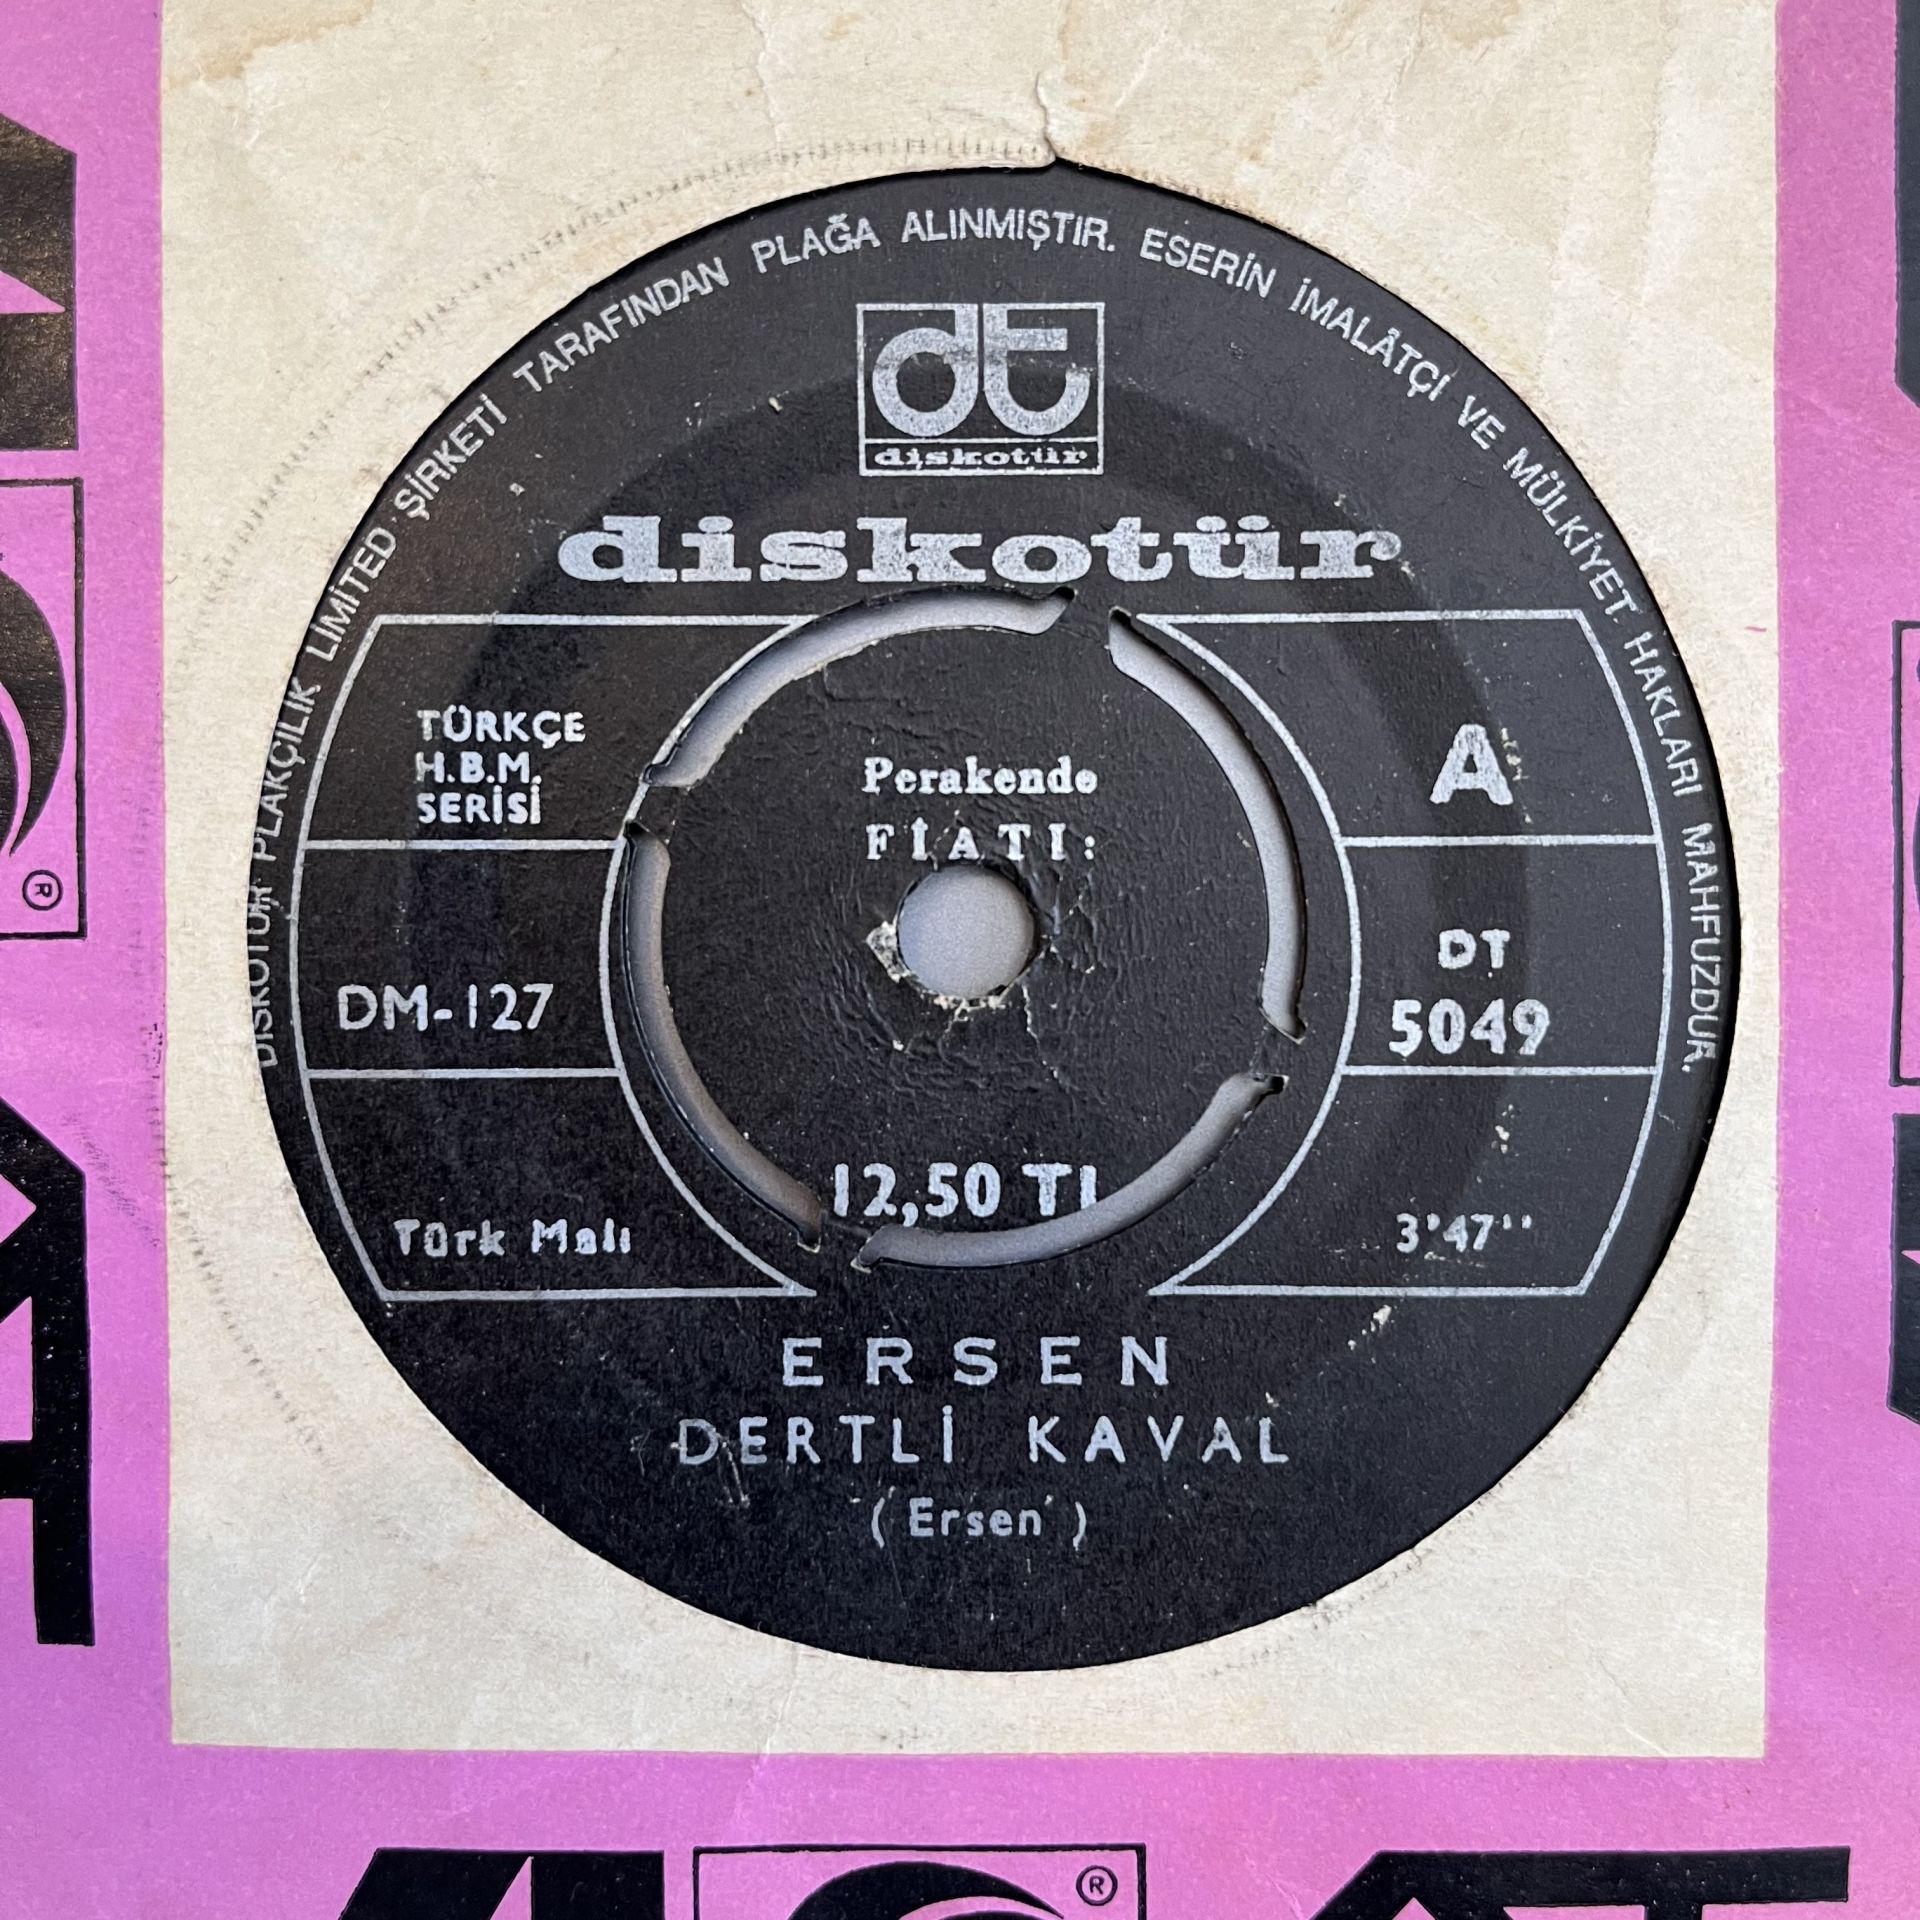 DİSKOTÜR PLAKÇILIK LİMİTED ŞİRKETİ TARAFINDAN PLAĞA ALINMIŞTIR. ESERİN İMALÂTÇI VE MÜLKİYET HAKLARI MAHFUZDUR.
dt
diskotür
diskotür
TÜRKÇE
H.B.M.
SERİSİ
Perakende
FİATI:
A
DM-127
DT
5049
Türk Malı
12,50 TL
3'47''
ERSEN
DERTLİ KAVAL
(Ersen)
®
®